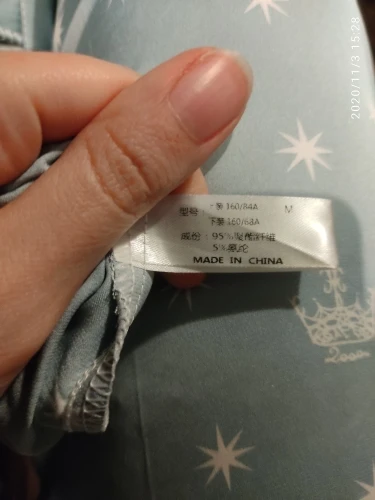 2020/11/3 15:28
型号: 上装 160/84A M
下装 160/68A
成份: 95%聚酯纤维
5%氨纶
MADE IN CHINA